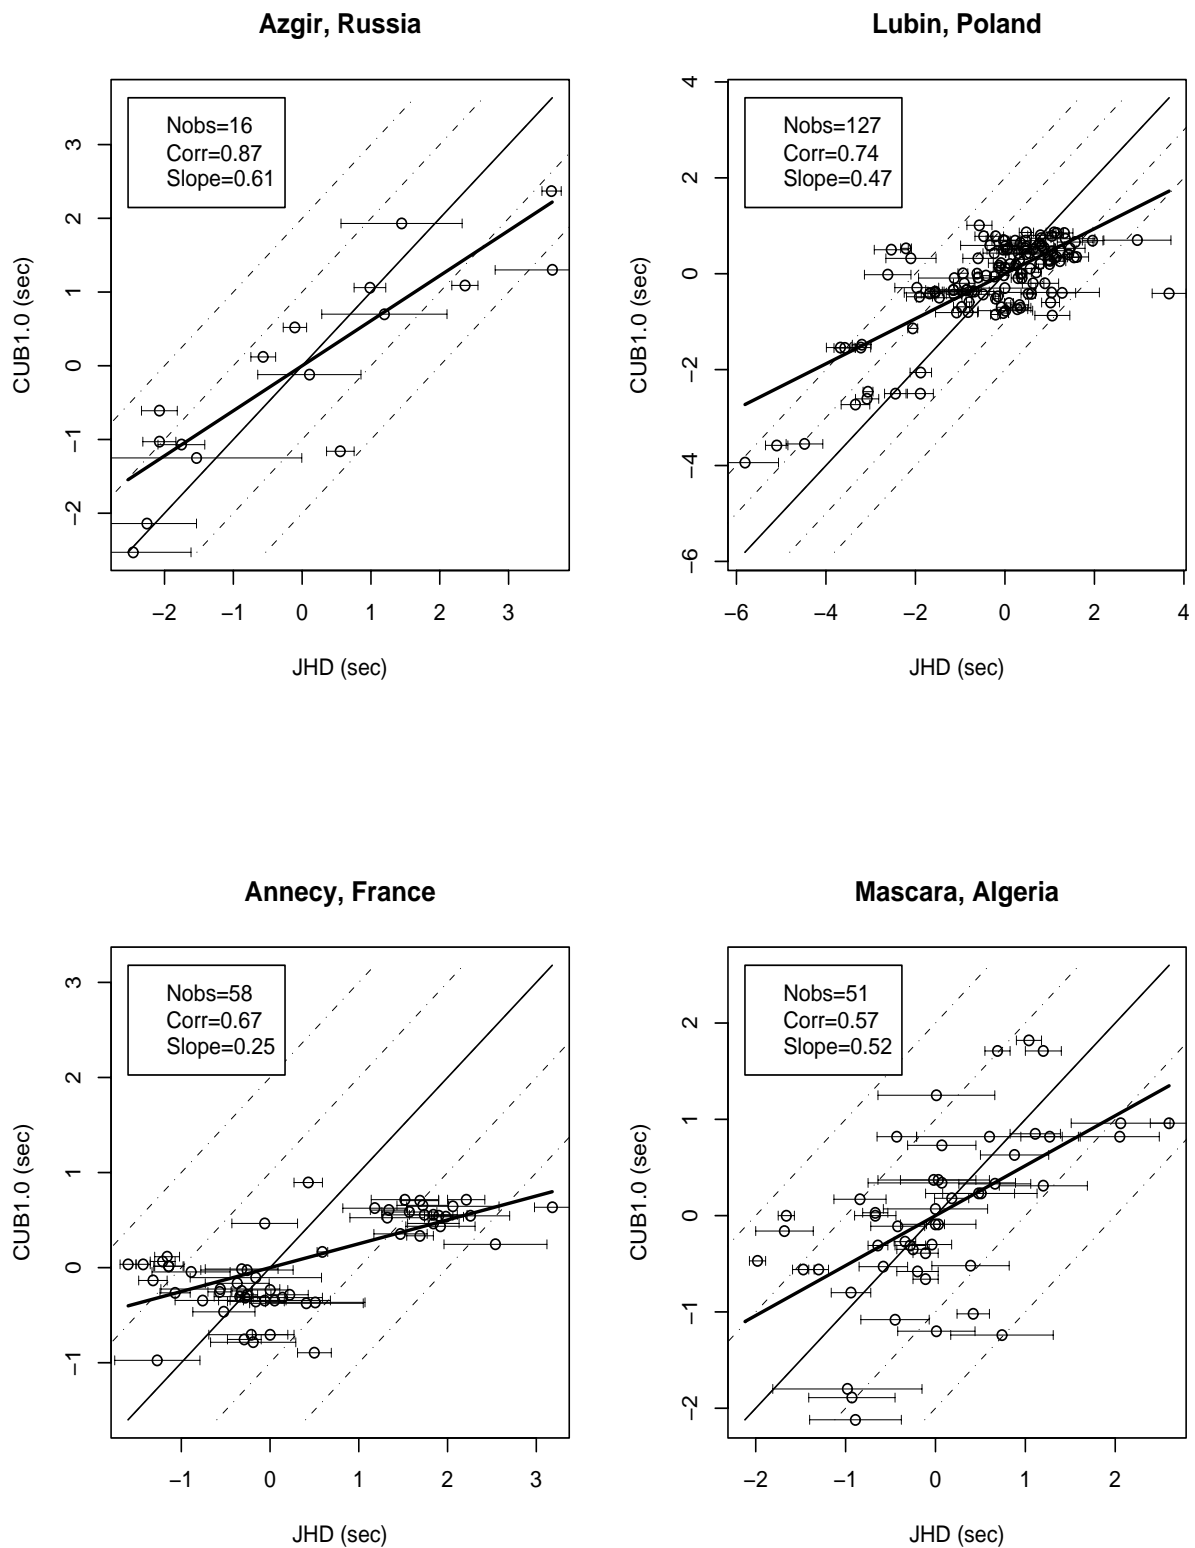 Azgir, Russia
Nobs=16
Corr=0.87
Slope=0.61
CUB1.0 (sec)
3
2
1
0
−1
−2
−2 −1 0 1 2 3
JHD (sec)
Lubin, Poland
Nobs=127
Corr=0.74
Slope=0.47
CUB1.0 (sec)
4
2
0
−2
−4
−6
−6 −4 −2 0 2 4
JHD (sec)
Annecy, France
Nobs=58
Corr=0.67
Slope=0.25
CUB1.0 (sec)
3
2
1
0
−1
−1 0 1 2 3
JHD (sec)
Mascara, Algeria
Nobs=51
Corr=0.57
Slope=0.52
CUB1.0 (sec)
2
1
0
−1
−2
−2 −1 0 1 2
JHD (sec)